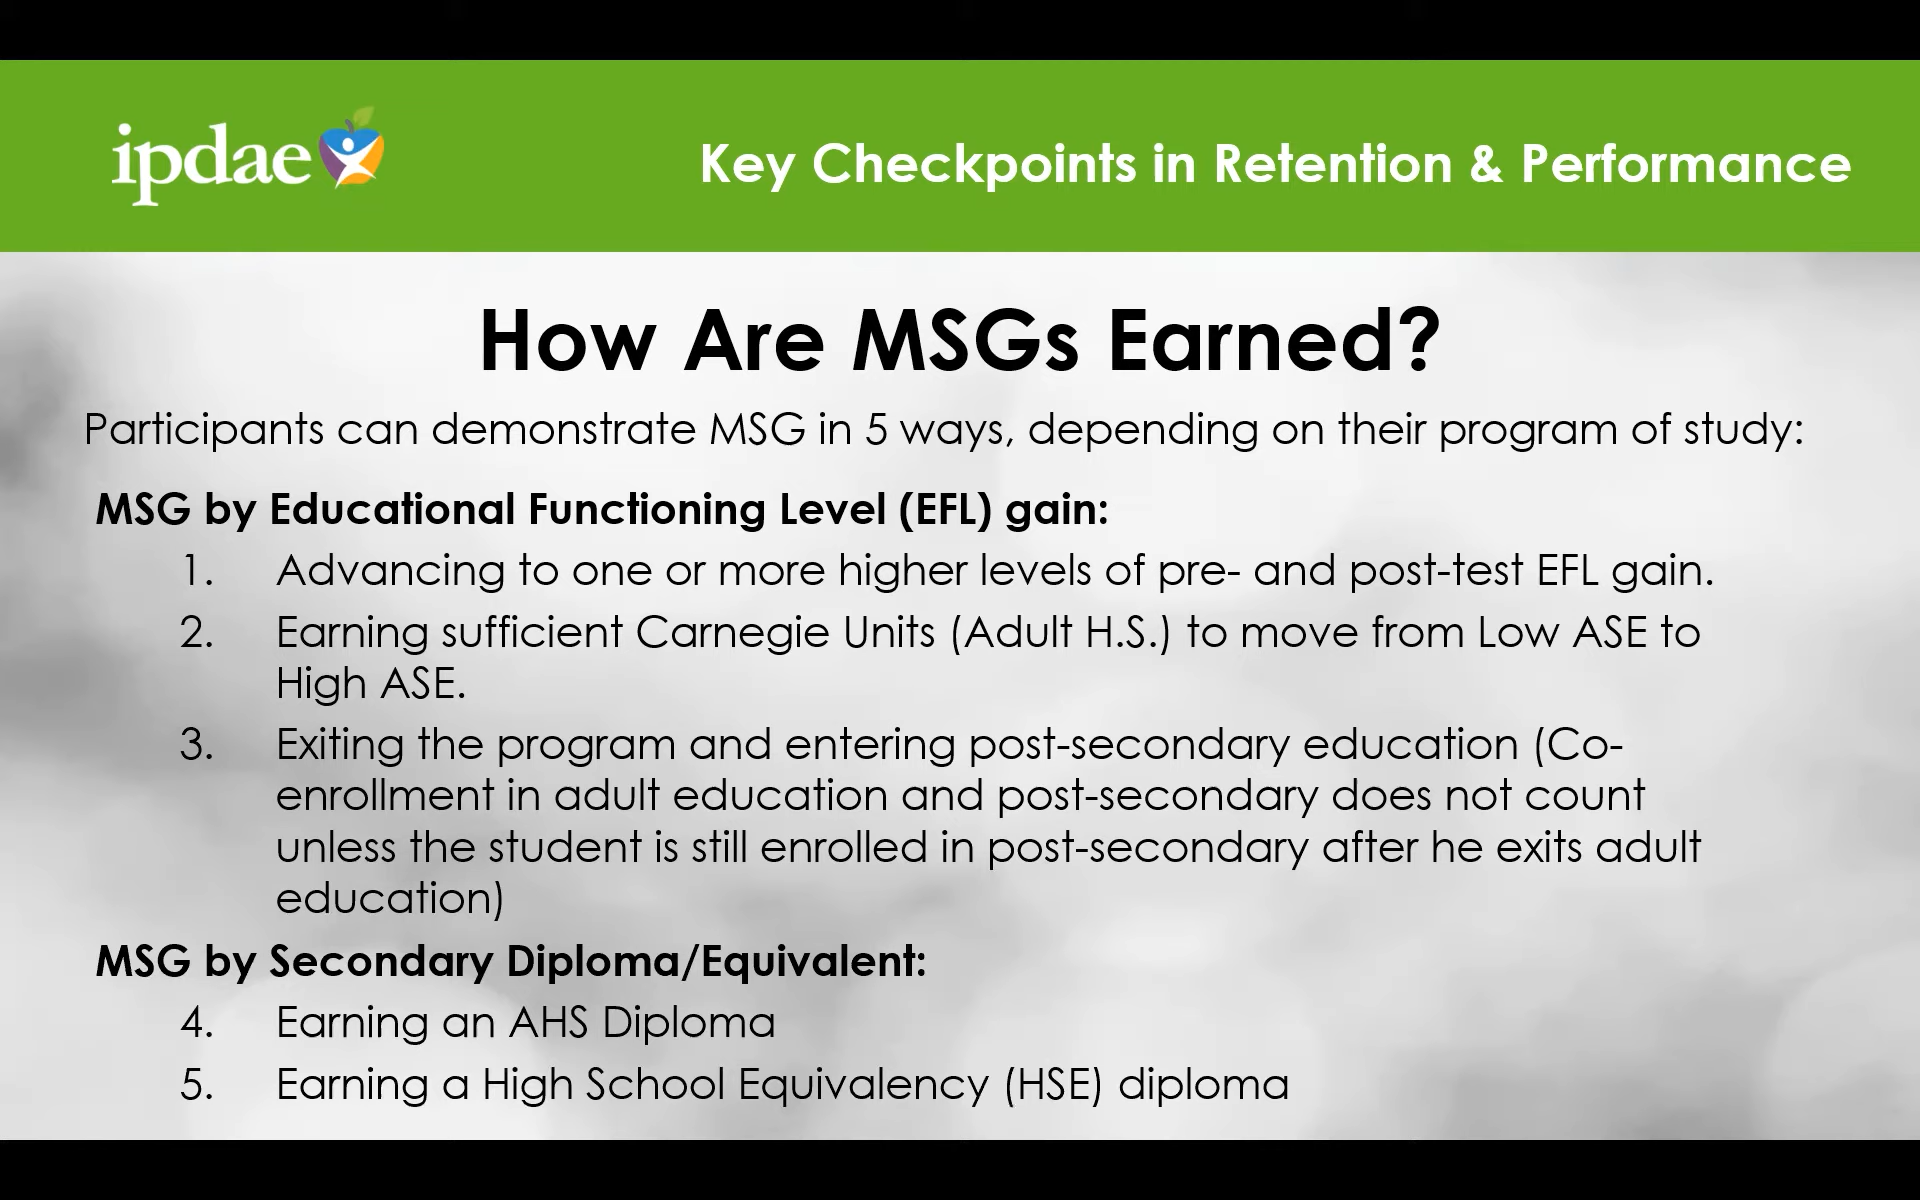 ipdae
Key Checkpoints in Retention & Performance
How Are MSGs Earned?
Participants can demonstrate MSG in 5 ways, depending on their program of study:
MSG by Educational Functioning Level (EFL) gain:
1. Advancing to one or more higher levels of pre- and post-test EFL gain.
2. Earning sufficient Carnegie Units (Adult H.S.) to move from Low ASE to
High ASE.
3. Exiting the program and entering post-secondary education (Co-
enrollment in adult education and post-secondary does not count
unless the student is still enrolled in post-secondary after he exits adult
education)
MSG by Secondary Diploma/Equivalent:
4. Earning an AHS Diploma
5. Earning a High School Equivalency (HSE) diploma